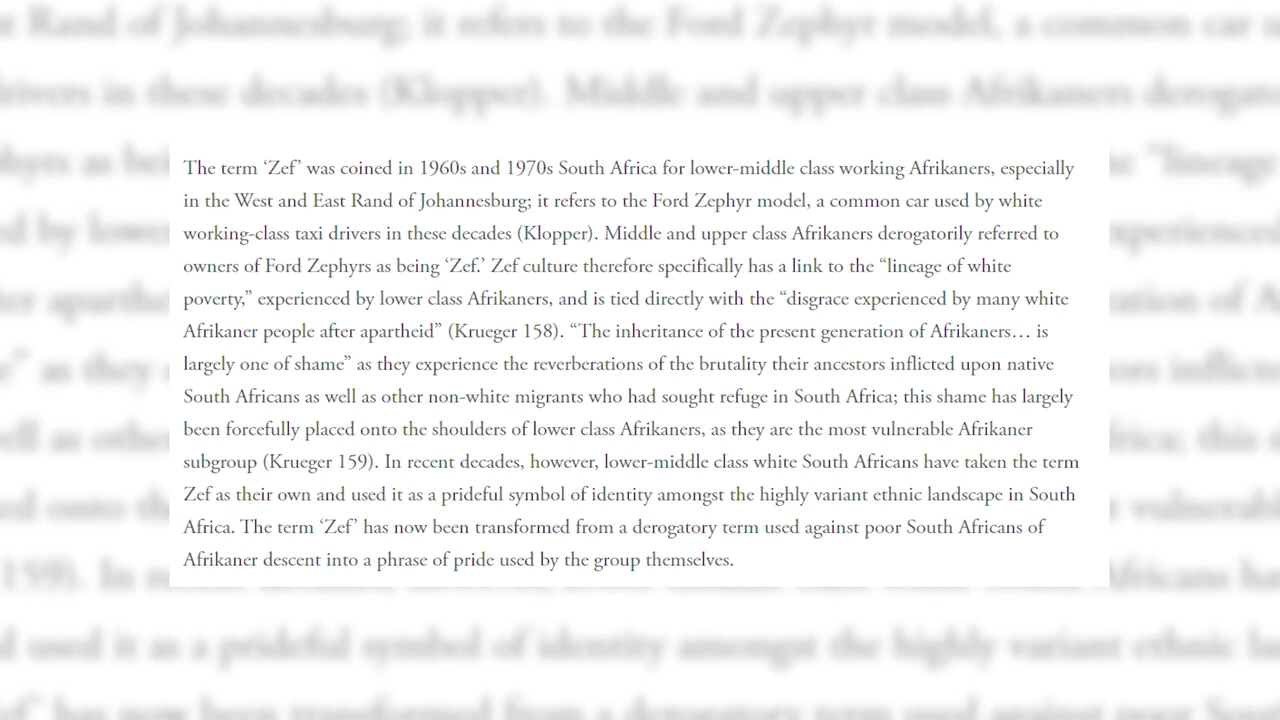 The term ‘Zef’ was coined in 1960s and 1970s South Africa for lower-middle class working Afrikaners, especially
in the West and East Rand of Johannesburg; it refers to the Ford Zephyr model, a common car used by white
working-class taxi drivers in these decades (Klopper). Middle and upper class Afrikaners derogatorily referred to
owners of Ford Zephyrs as being ‘Zef.’ Zef culture therefore specifically has a link to the “lineage of white
poverty,” experienced by lower class Afrikaners, and is tied directly with the “disgrace experienced by many white
Afrikaner people after apartheid” (Krueger 158). “The inheritance of the present generation of Afrikaners… is
largely one of shame” as they experience the reverberations of the brutality their ancestors inflicted upon native
South Africans as well as other non-white migrants who had sought refuge in South Africa; this shame has largely
been forcefully placed onto the shoulders of lower class Afrikaners, as they are the most vulnerable Afrikaner
subgroup (Krueger 159). In recent decades, however, lower-middle class white South Africans have taken the term
Zef as their own and used it as a prideful symbol of identity amongst the highly variant ethnic landscape in South
Africa. The term ‘Zef’ has now been transformed from a derogatory term used against poor South Africans of
Afrikaner descent into a phrase of pride used by the group themselves.